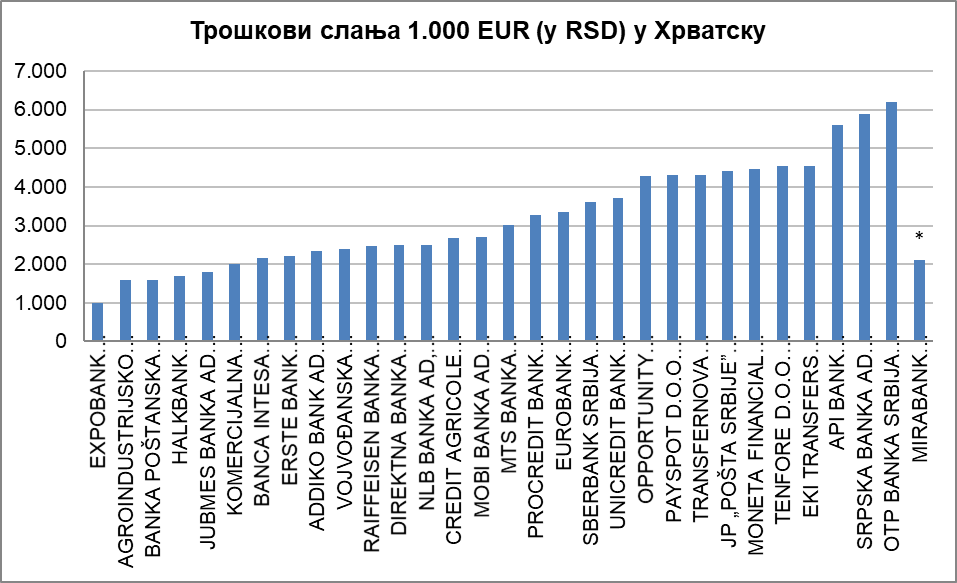 Трошкови слања 1.000 EUR (у RSD) у Хрватску
7.000
6.000
5.000
4.000
3.000
2.000
1.000
0
*
EXPOBANK…
AGROINDUSTRIJSKO…
BANKA POŠTANSKA…
HALKBANK…
JUBMES BANKA AD…
KOMERCIJALNA…
BANCA INTESA…
ERSTE BANK…
ADDIKO BANK AD…
VOJVOĐANSKA…
RAIFFEISEN BANKA…
DIREKTNA BANKA…
NLB BANKA AD,…
CREDIT AGRICOLE…
MOBI BANKA AD…
MTS BANKA…
PROCREDIT BANK…
EUROBANK…
SBERBANK SRBIJA…
UNICREDIT BANK…
OPPORTUNITY…
PAYSPOT D.O.O.…
TRANSFERNOVA…
JP „POŠTA SRBIJE”…
MONETA FINANCIAL…
TENFORE D.O.O.…
EKI TRANSFERS…
API BANK…
SRPSKA BANKA AD…
OTP BANKA SRBIJA…
MIRABANK…